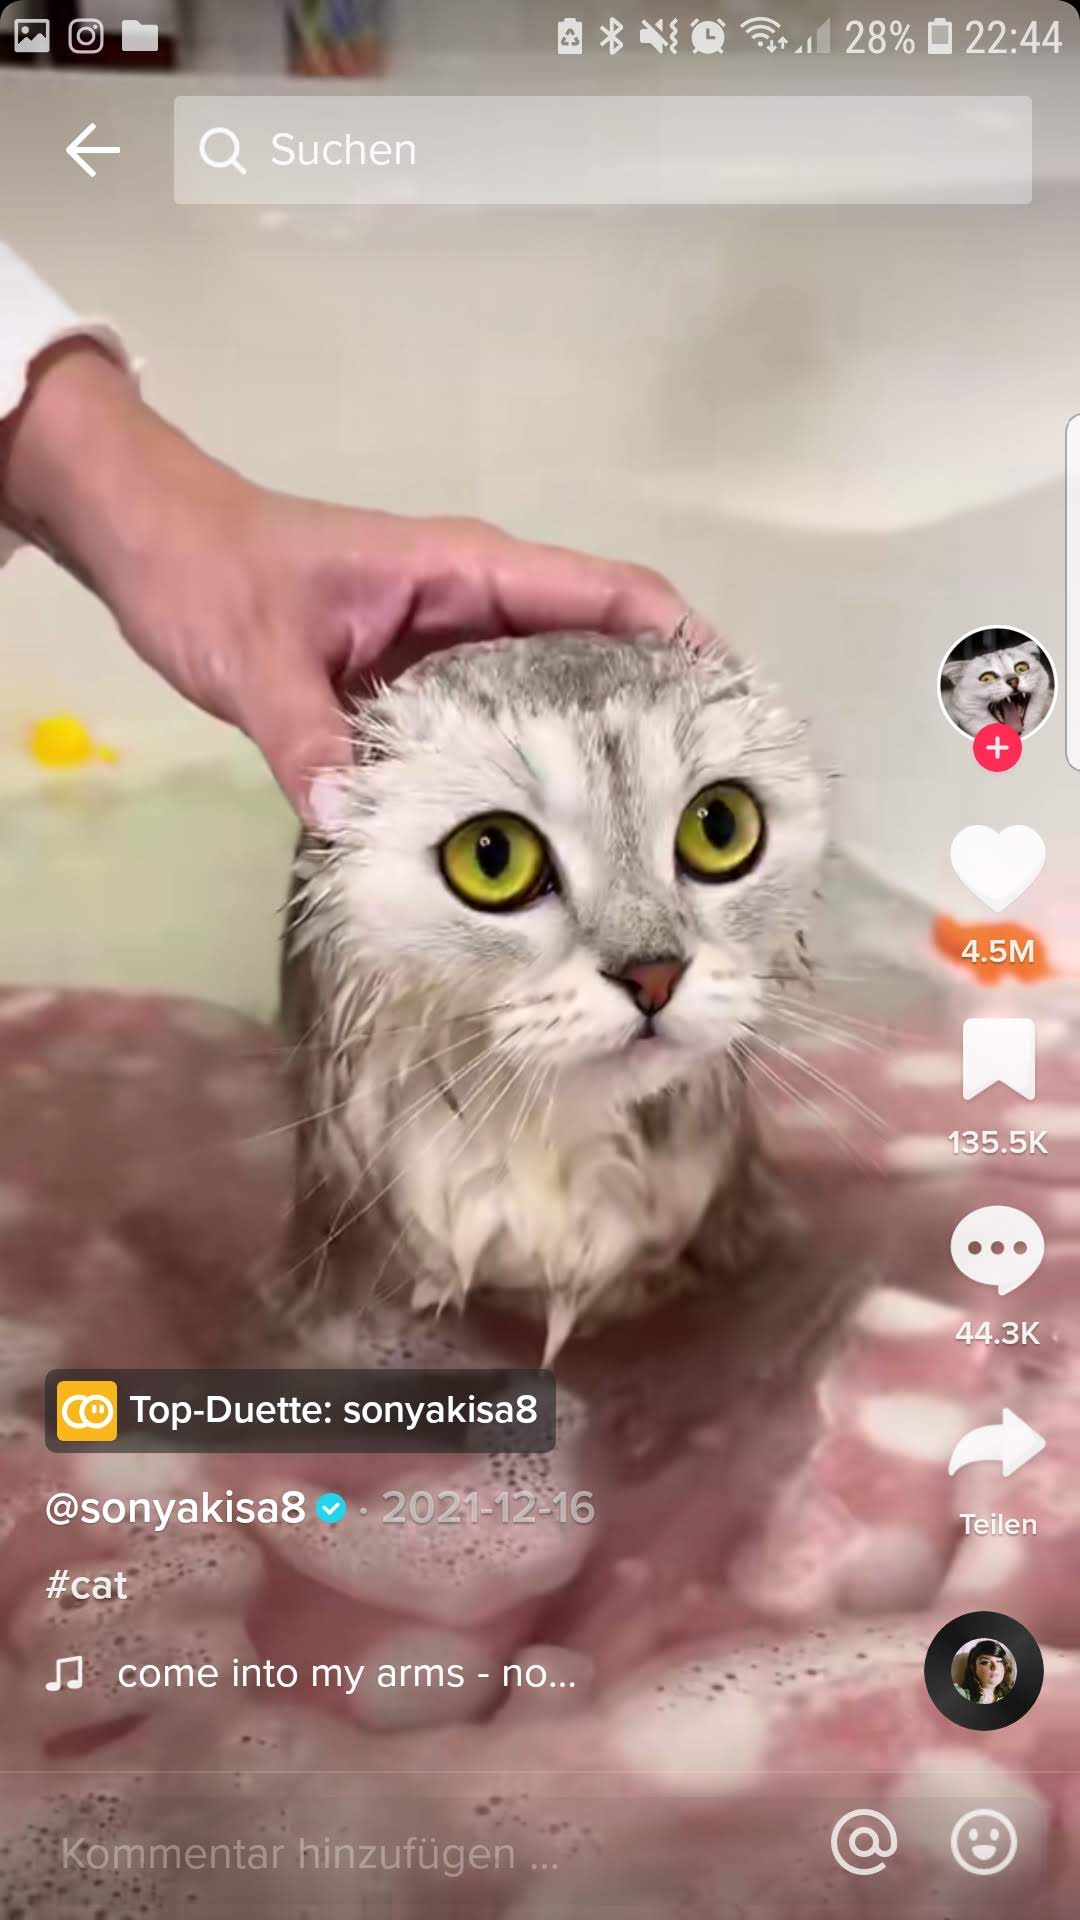 28% 22:44
Suchen
4.5M
135.5K
44.3K
Top-Duette: sonyakisa8
@sonyakisa8 · 2021-12-16
Teilen
#cat
come into my arms - no...
Kommentar hinzufügen ...